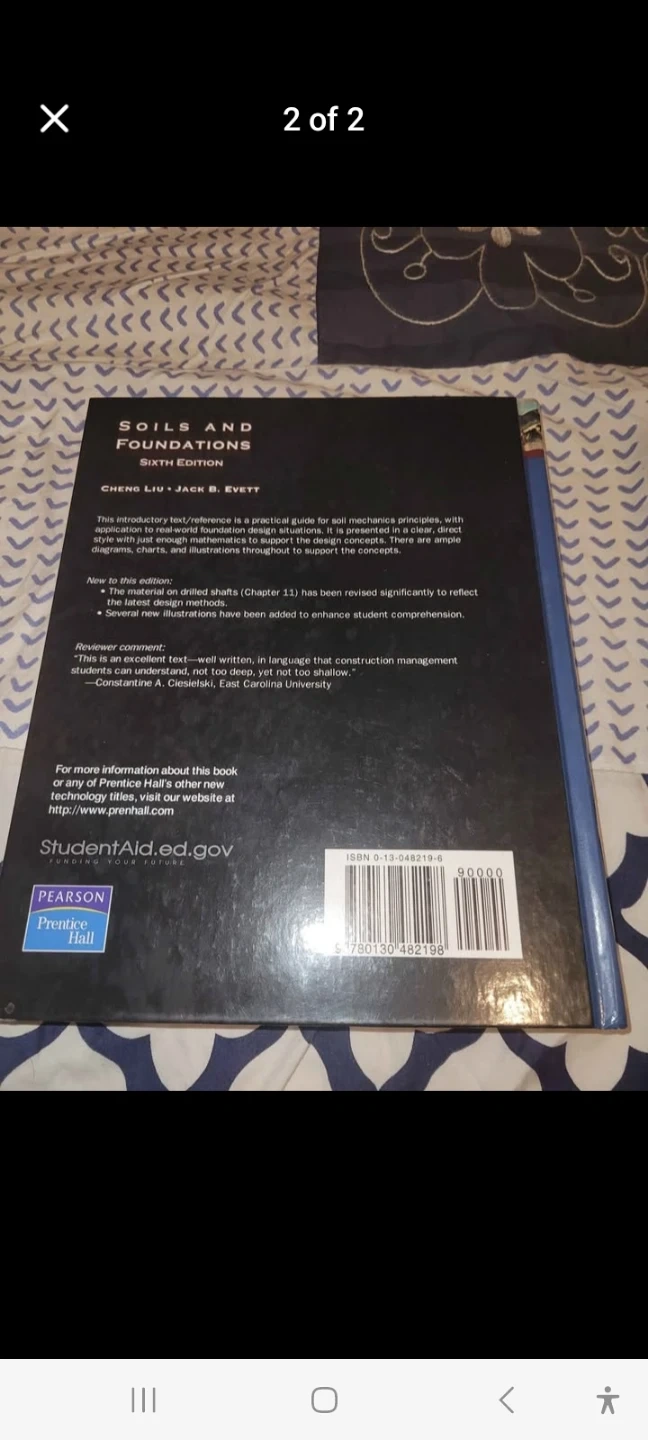 2 of 2
SOILS AND
FOUNDATIONS
SIXTH EDITION
CHENG LIU • JACK B. EVETT
This introductory text/reference is a practical guide for soil mechanics principles, with
application to real-world foundation design situations. It is presented in a clear, direct
style with just enough mathematics to support the design concepts. There are ample
diagrams, charts, and illustrations throughout to support the concepts.
New to this edition:
• The material on drilled shafts (Chapter 11) has been revised significantly to reflect
the latest design methods.
• Several new illustrations have been added to enhance student comprehension.
Reviewer comment:
"This is an excellent text—well written, in language that construction management
students can understand, not too deep, yet not too shallow."
—Constantine A. Ciesielski, East Carolina University
For more information about this book
or any of Prentice Hall's other new
technology titles, visit our website at
http://www.prenhall.com
StudentAid.ed.gov
FUNDING YOUR FUTURE
PEARSON
Prentice
Hall
ISBN 0-13-048219-6
90000
9 780130 482198